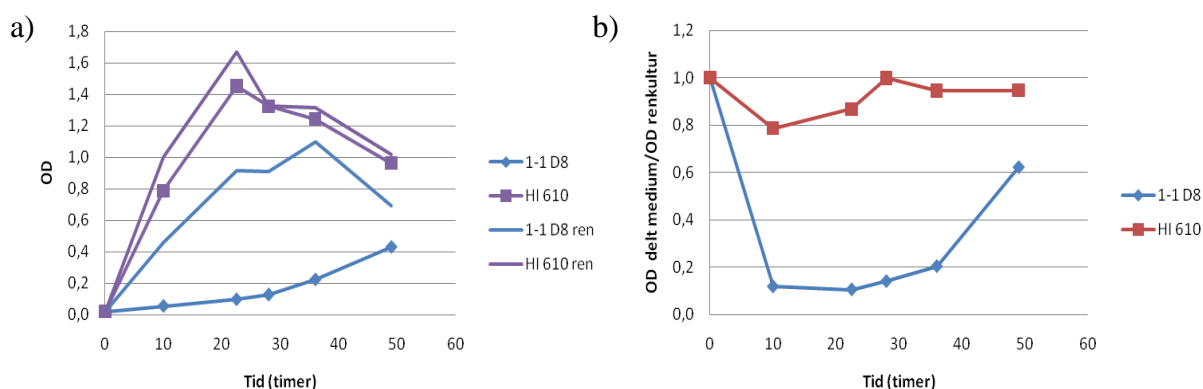 a)
1,8
1,6
1,4
1,2
1,0
0,8
0,6
0,4
0,2
0,0
OD
0 10 20 30 40 50 60
Tid (timer)
1-1 D8
HI 610
1-1 D8 ren
HI 610 ren
b)
1,2
1,0
0,8
0,6
0,4
0,2
0,0
OD delt medium/OD renkultur
0 10 20 30 40 50 60
Tid (timer)
1-1 D8
HI 610